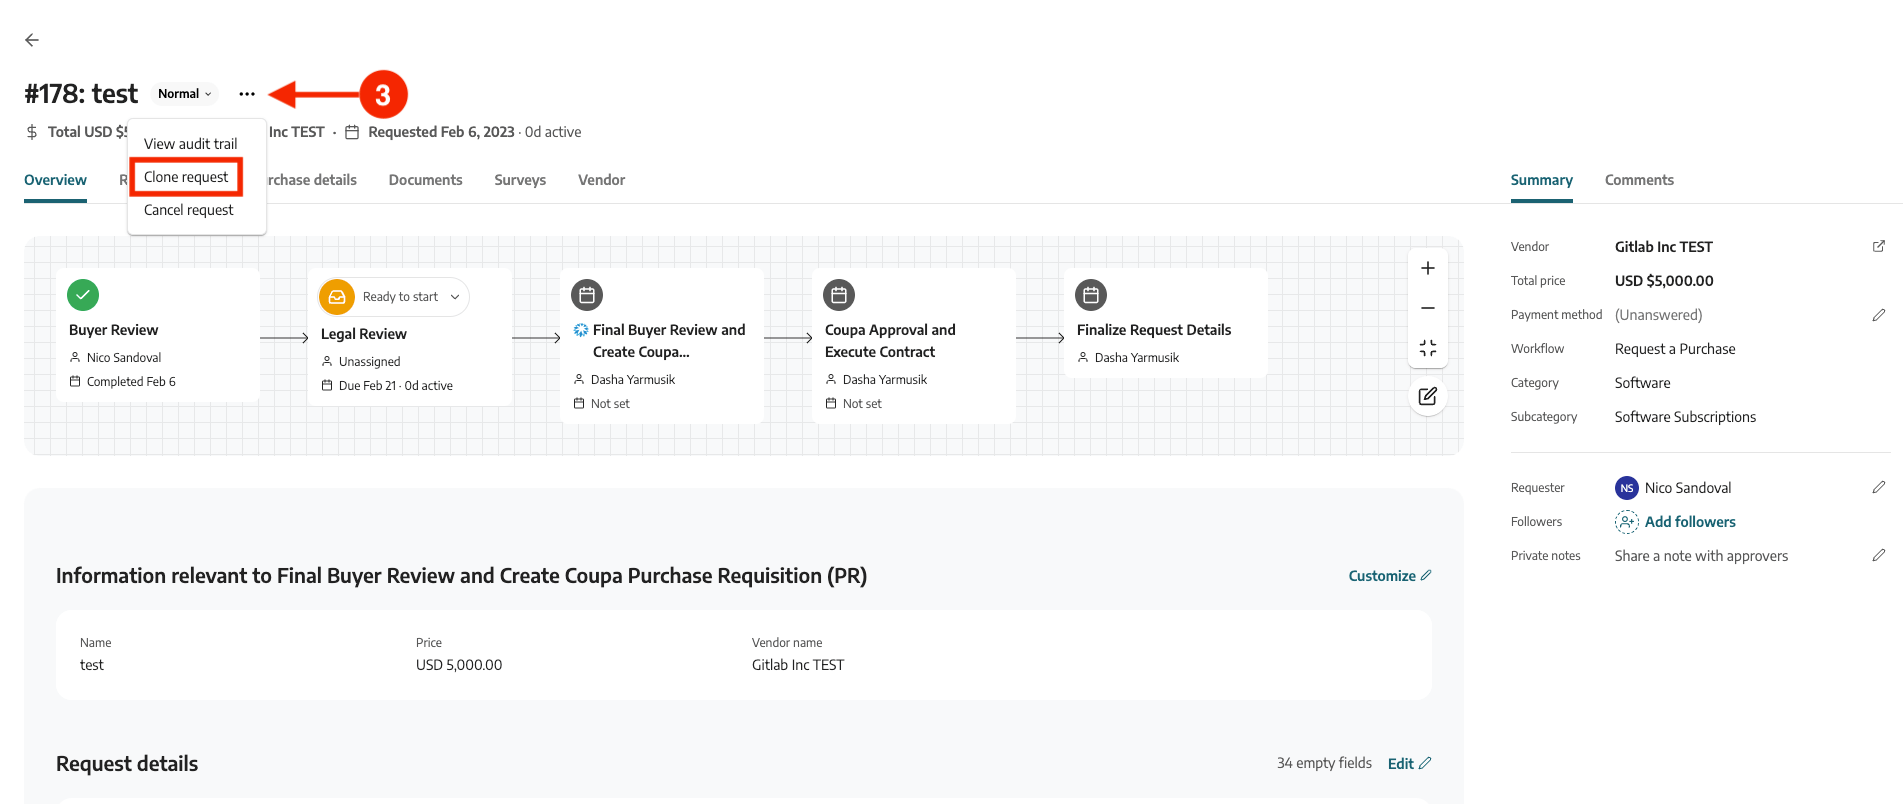 #178: test Normal ... 3
Total USD $5 Inc TEST · Requested Feb 6, 2023 · 0d active
View audit trail
Clone request
Cancel request
Overview R rchase details Documents Surveys Vendor
Buyer Review
Nico Sandoval
Completed Feb 6
Ready to start
Legal Review
Unassigned
Due Feb 21 · 0d active
Final Buyer Review and
Create Coupa...
Dasha Yarmusik
Not set
Coupa Approval and
Execute Contract
Dasha Yarmusik
Not set
Finalize Request Details
Dasha Yarmusik
Information relevant to Final Buyer Review and Create Coupa Purchase Requisition (PR) Customize
Name Price Vendor name
test USD 5,000.00 Gitlab Inc TEST
Request details 34 empty fields Edit
Summary Comments
Vendor Gitlab Inc TEST
Total price USD $5,000.00
Payment method (Unanswered)
Workflow Request a Purchase
Category Software
Subcategory Software Subscriptions
Requester NS Nico Sandoval
Followers Add followers
Private notes Share a note with approvers